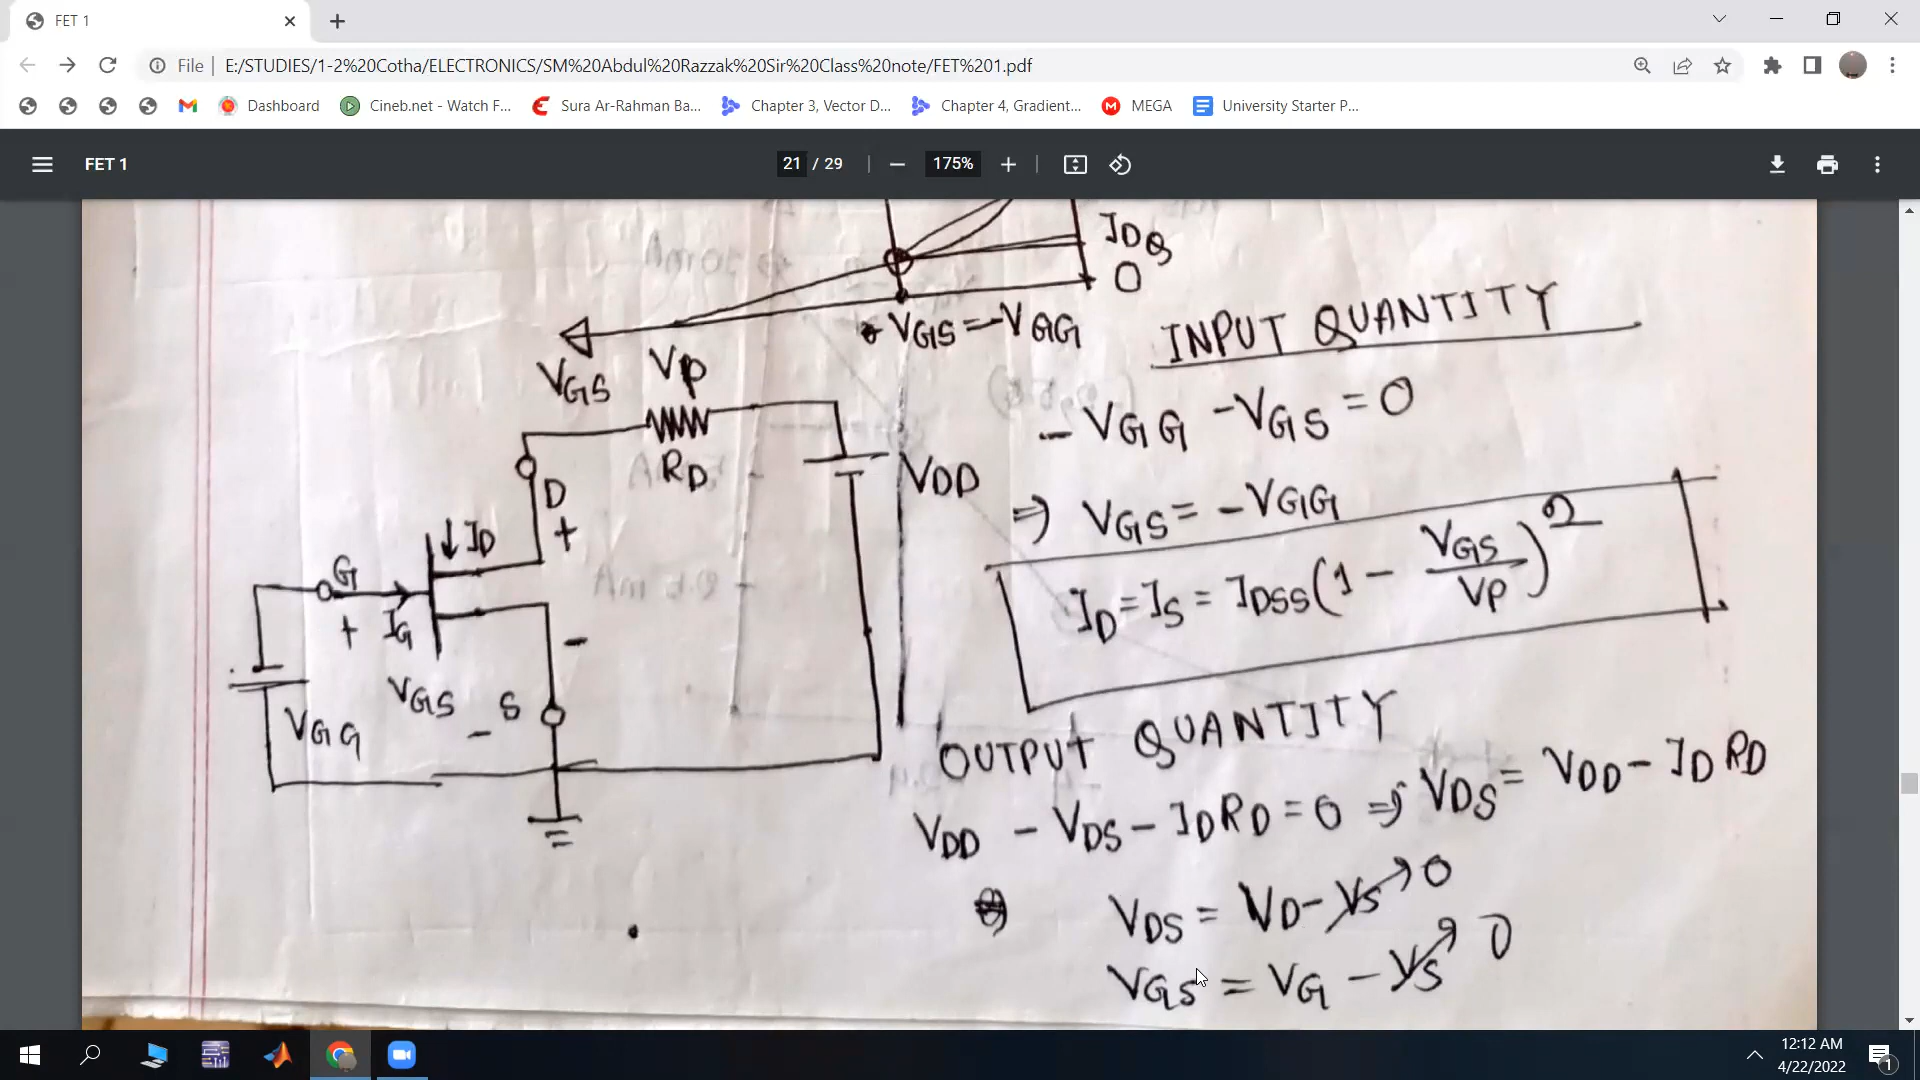 FET 1
File
E:/STUDIES/1-2%20Cotha/ELECTRONICS/SM%20Abdul%20Razzak%20Sir%20Class%20note/FET%201.pdf
Dashboard
Cineb.net - Watch F...
Sura Ar-Rahman Ba...
Chapter 3, Vector D...
Chapter 4, Gradient...
MEGA
University Starter P...
FET 1
21 / 29
175%
IDQ
0
VGS = -VGG
VGS
VP
INPUT QUANTITY
- VGG - VGS = 0
⇒ VGS = - VGG
ID = IS = IDSS(1 - VGS/VP)²
RD
VDD
D
+
↓ID
G
+
IG
-
VGS
-
S
VGG
OUTPUT QUANTITY
VDD - VDS - IDRD = 0 ⇒ VDS = VDD - IDRD
VDS = VD - VS → 0
VGS = VG - VS → 0
12:12 AM
4/22/2022
1